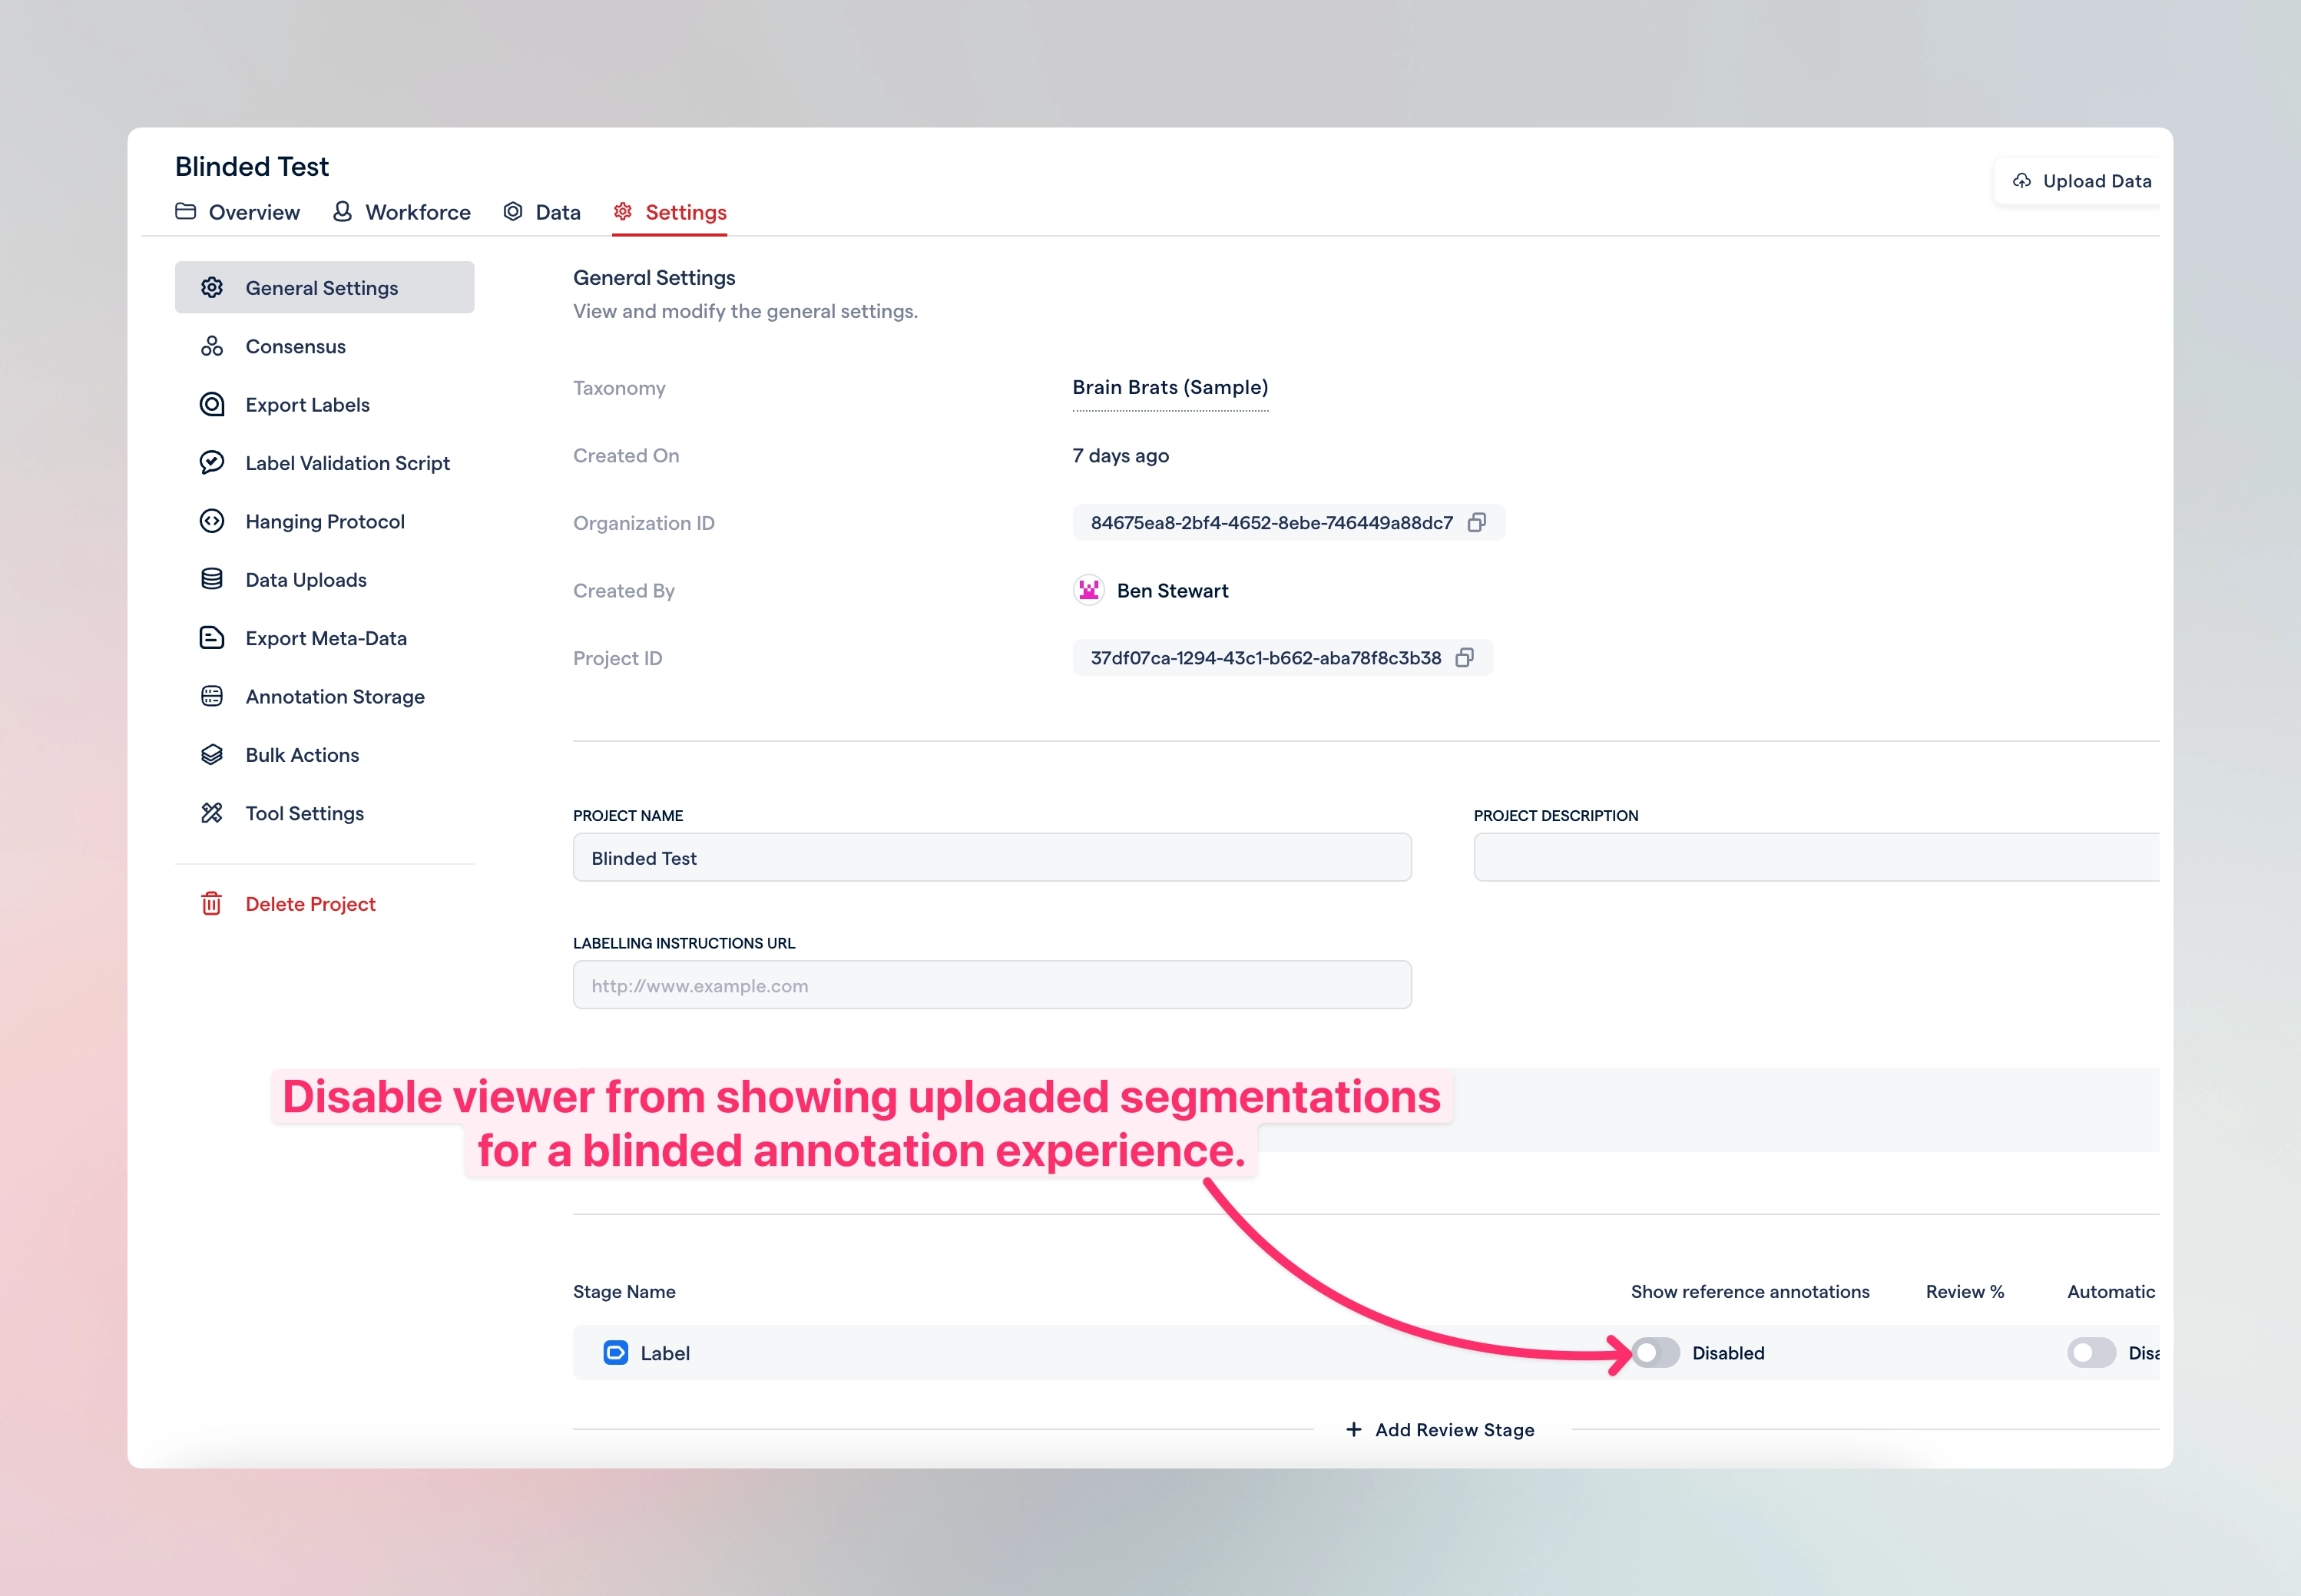 Blinded Test
Upload Data
Overview
Workforce
Data
Settings
General Settings
Consensus
Export Labels
Label Validation Script
Hanging Protocol
Data Uploads
Export Meta-Data
Annotation Storage
Bulk Actions
Tool Settings
Delete Project
General Settings
View and modify the general settings.
Taxonomy
Brain Brats (Sample)
Created On
7 days ago
Organization ID
84675ea8-2bf4-4652-8ebe-746449a88dc7
Created By
Ben Stewart
Project ID
37df07ca-1294-43c1-b662-aba78f8c3b38
PROJECT NAME
Blinded Test
PROJECT DESCRIPTION
LABELLING INSTRUCTIONS URL
http://www.example.com
Disable viewer from showing uploaded segmentations
for a blinded annotation experience.
Stage Name
Show reference annotations
Review %
Automatic
Label
Disabled
Disa
+ Add Review Stage